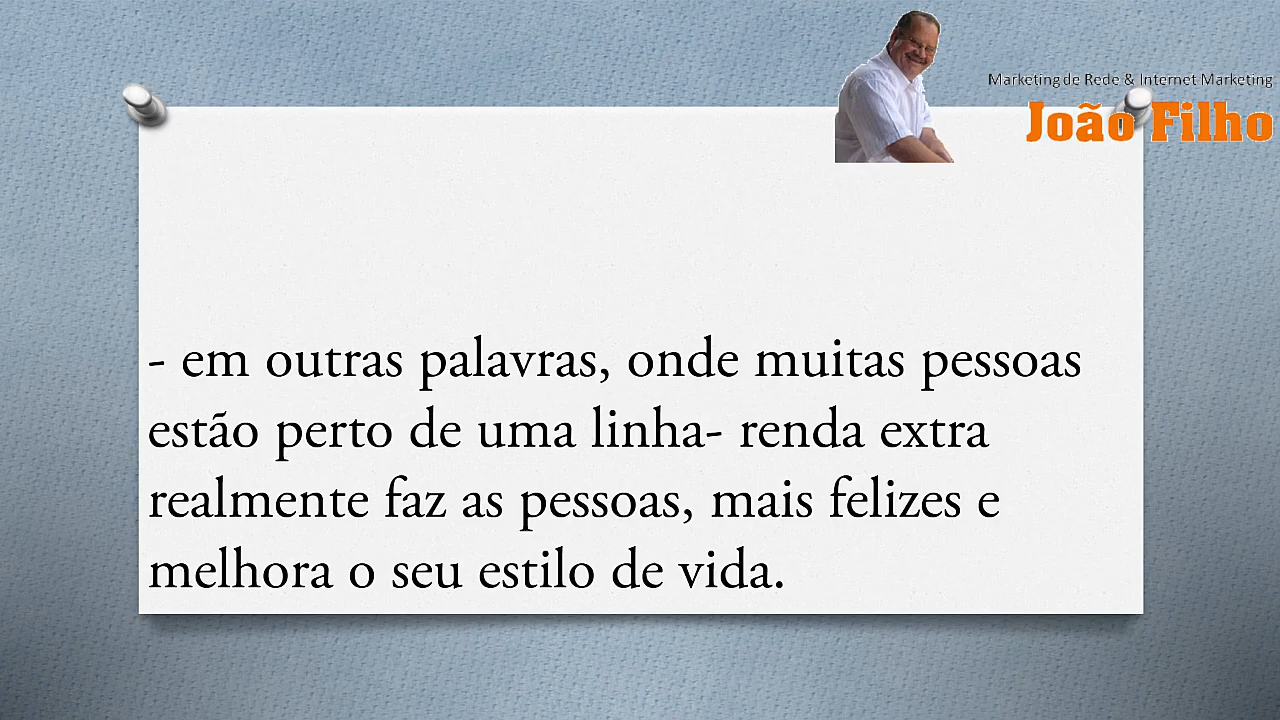 Marketing de Rede & Internet Marketing
João Filho
- em outras palavras, onde muitas pessoas
estão perto de uma linha- renda extra
realmente faz as pessoas, mais felizes e
melhora o seu estilo de vida.